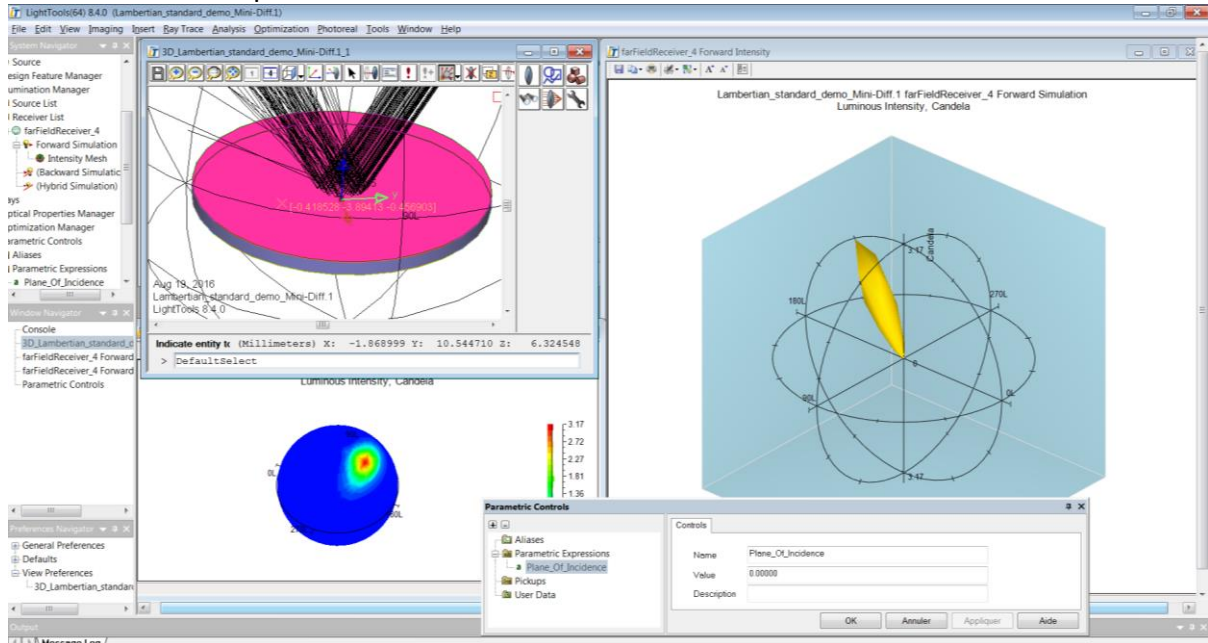 LightTools(64) 8.4.0 (Lambertian_standard_demo_Mini-Diff.1)
File Edit View Imaging Insert Ray Trace Analysis Optimization Photoreal Tools Window Help
System Navigator
Source
esign Feature Manager
umination Manager
Source List
Receiver List
farFieldReceiver_4
Forward Simulation
Intensity Mesh
(Backward Simulatic
(Hybrid Simulation)
ays
ptical Properties Manager
ptimization Manager
arametric Controls
Aliases
Parametric Expressions
Plane_Of_Incidence
Window Navigator
Console
3D_Lambertian_standard_d
farFieldReceiver_4 Forward
farFieldReceiver_4 Forward
Parametric Controls
Preferences Navigator
General Preferences
Defaults
View Preferences
3D_Lambertian_standard
Output
Message Log
3D_Lambertian_standard_demo_Mini-Diff.1_1
y
90L
Aug 19, 2016
Lambertian_standard_demo_Mini-Diff.1
LightTools 8.4.0
Indicate entity tc (Millimeters) X: -1.868999 Y: 10.544710 Z: 6.324548
> DefaultSelect
Luminous Intensity, Candela
0L
3.17
2.72
2.27
1.81
1.36
farFieldReceiver_4 Forward Intensity
Lambertian_standard_demo_Mini-Diff.1 farFieldReceiver_4 Forward Simulation
Luminous Intensity, Candela
3.17
Candela
180L
270L
0
90L
0L
3.17
Parametric Controls
Aliases
Parametric Expressions
Plane_Of_Incidence
Pickups
User Data
Controls
Name Plane_Of_Incidence
Value 0.00000
Description
OK Annuler Appliquer Aide